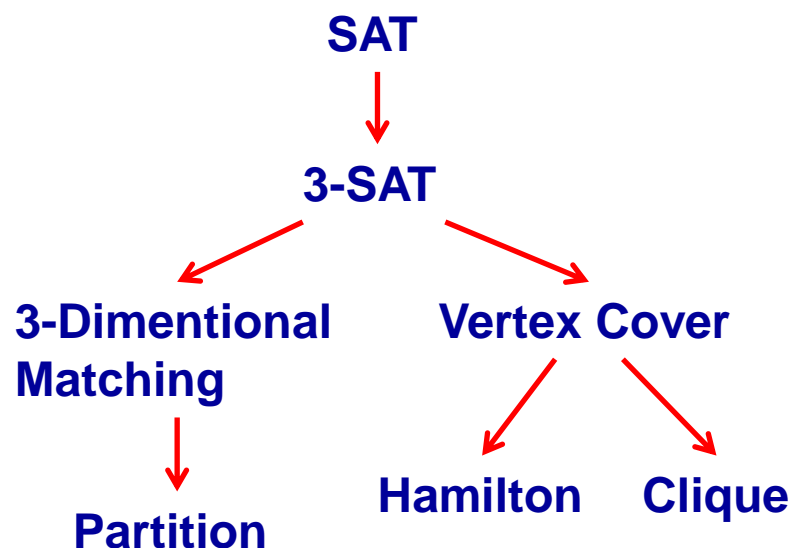 SAT
3-SAT
3-Dimentional
Matching
Vertex Cover
Hamilton
Clique
Partition